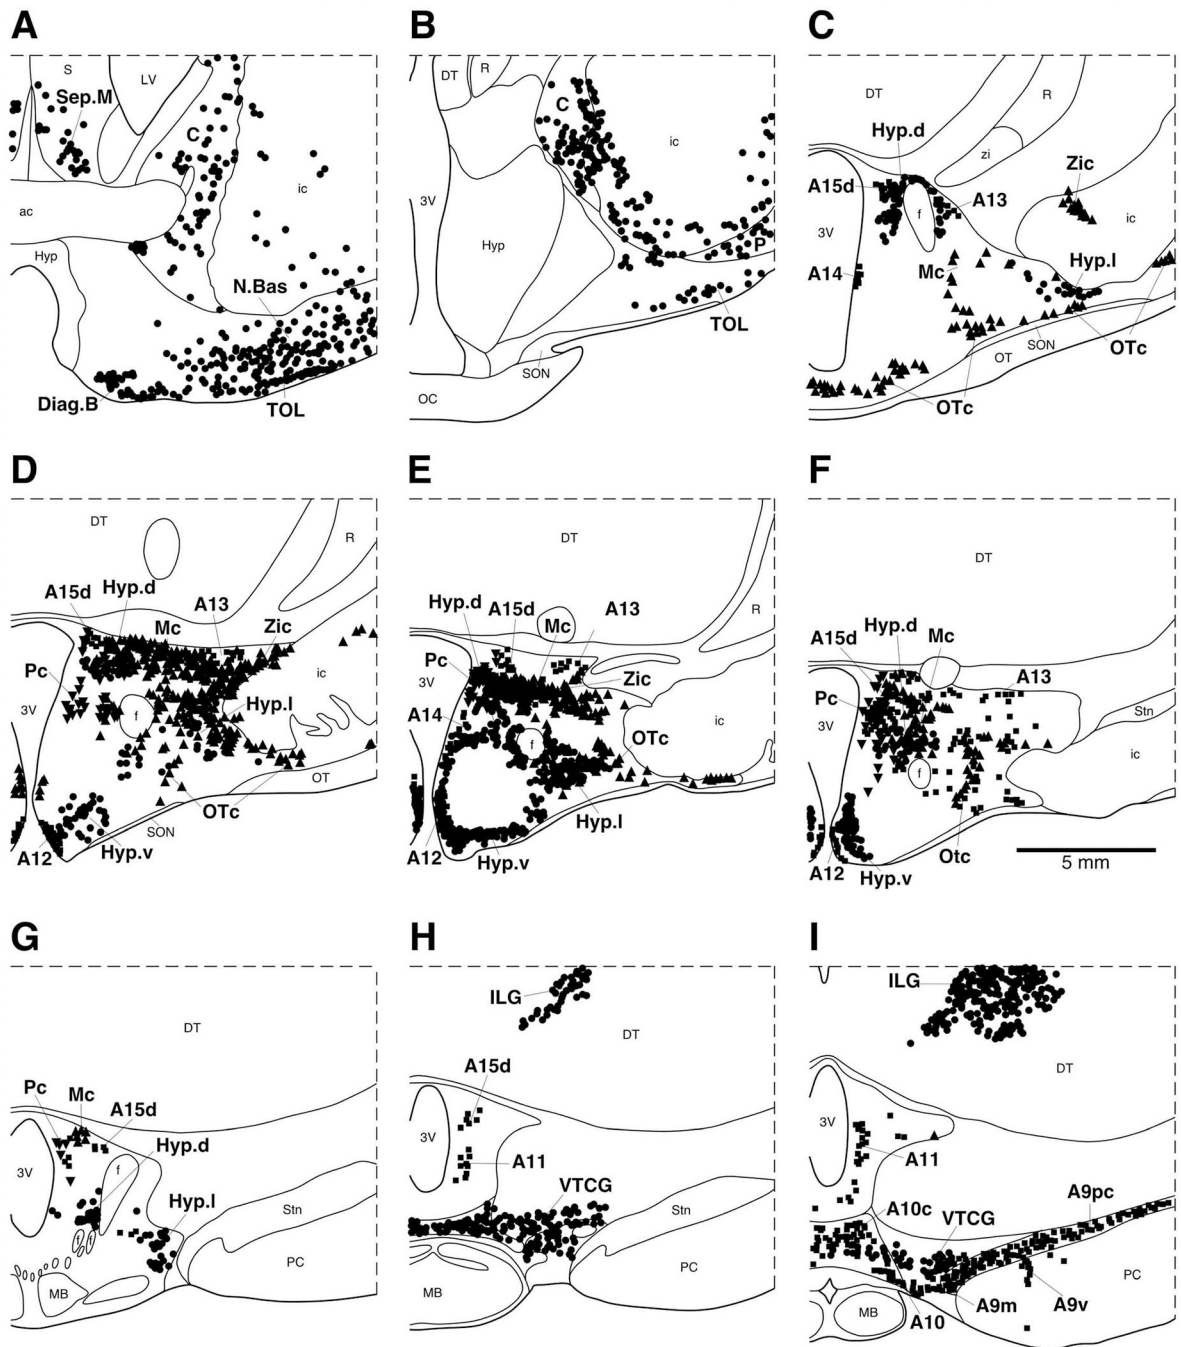 A
S
LV
Sep.M
C
ac
ic
Hyp
N.Bas
Diag.B
TOL
B
DT
R
C
ic
3V
Hyp
P
TOL
SON
OC
C
DT
R
Hyp.d
zi
Zic
A15d
A13
f
3V
ic
A14
Mc
Hyp.l
SON
OT
OTc
OTc
D
DT
R
A15d
Hyp.d
A13
Mc
Zic
Pc
ic
3V
f
Hyp.l
OT
OTc
SON
A12
Hyp.v
E
DT
Hyp.d
A15d
Mc
A13
R
Pc
3V
Zic
A14
ic
f
OTc
Hyp.l
A12
Hyp.v
F
DT
A15d
Hyp.d
Mc
A13
Pc
3V
Stn
ic
f
Otc
5 mm
A12
Hyp.v
G
DT
Pc
Mc
A15d
Hyp.d
3V
f
Hyp.l
Stn
f
f
PC
MB
H
ILG
DT
A15d
3V
A11
VTCG
Stn
PC
MB
I
ILG
DT
3V
A11
A10c
A9pc
VTCG
PC
MB
A9m
A9v
A10